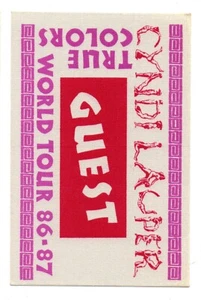 CYNDI LAUPER
GUEST
TRUE
COLORS
WORLD TOUR 86-87